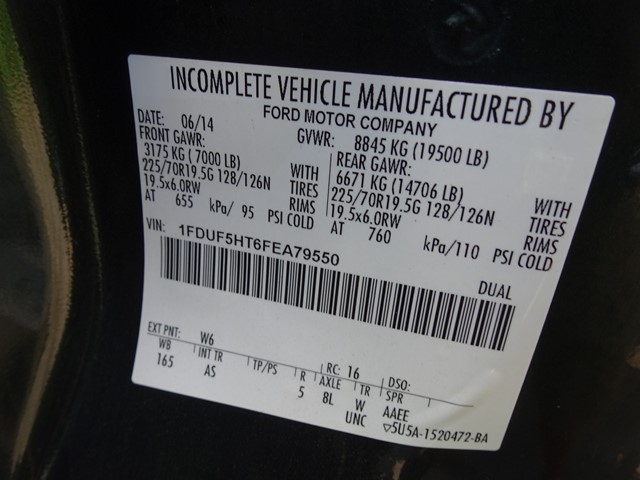 INCOMPLETE VEHICLE MANUFACTURED BY
FORD MOTOR COMPANY
DATE: 06/14 GVWR: 8845 KG (19500 LB)
FRONT GAWR: REAR GAWR:
3175 KG (7000 LB) WITH 6671 KG (14706 LB) WITH
225/70R19.5G 128/126N TIRES 225/70R19.5G 128/126N TIRES
19.5x6.0RW RIMS 19.5x6.0RW RIMS
AT 655 kPa/ 95 PSI COLD AT 760 kPa/110 PSI COLD
VIN: 1FDUF5HT6FEA79550
DUAL
EXT PNT: W6 RC: 16 DSO:
WB INT TR TP/PS R AXLE TR SPR
165 AS 5 8L W AAEE
UNC ▽5U5A-1520472-BA